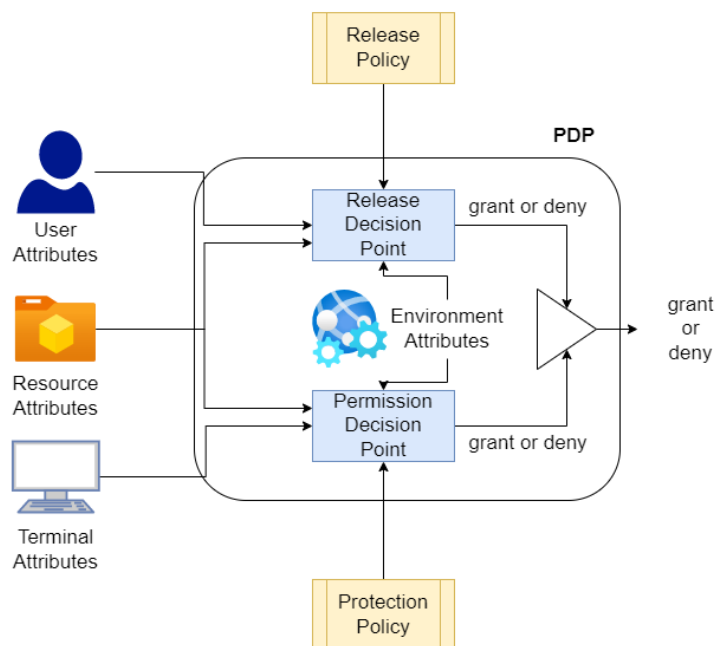 Release
Policy
PDP
User
Attributes
Release
Decision
Point
grant or deny
Resource
Attributes
Environment
Attributes
grant
or
deny
Permission
Decision
Point
grant or deny
Terminal
Attributes
Protection
Policy